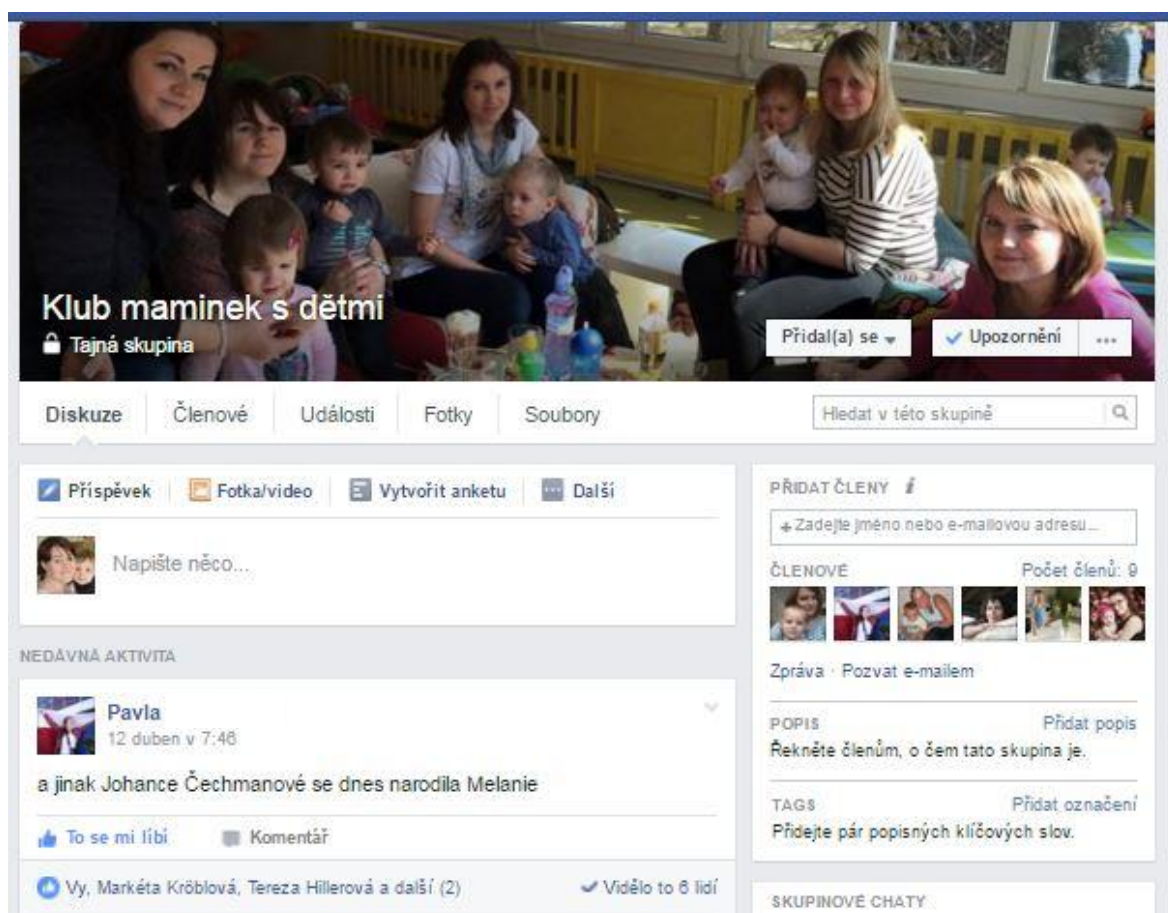 Klub maminek s dětmi
Tajná skupina
Přidal(a) se
Upozornění
...
Diskuze
Členové
Události
Fotky
Soubory
Hledat v této skupině
Příspěvek
Fotka/video
Vytvořit anketu
Další
Napište něco...
NEDÁVNÁ AKTIVITA
Pavla
12 duben v 7:46
a jinak Johance Čechmanové se dnes narodila Melanie
To se mi líbí
Komentář
Vy, Markéta Kröblová, Tereza Hillerová a další (2)
Vidělo to 6 lidí
PŘIDAT ČLENY i
+Zadejte jméno nebo e-mailovou adresu...
ČLENOVÉ
Počet členů: 9
Zpráva · Pozvat e-mailem
POPIS
Přidat popis
Řekněte členům, o čem tato skupina je.
TAGS
Přidat označení
Přidejte pár popisných klíčových slov.
SKUPINOVÉ CHATY